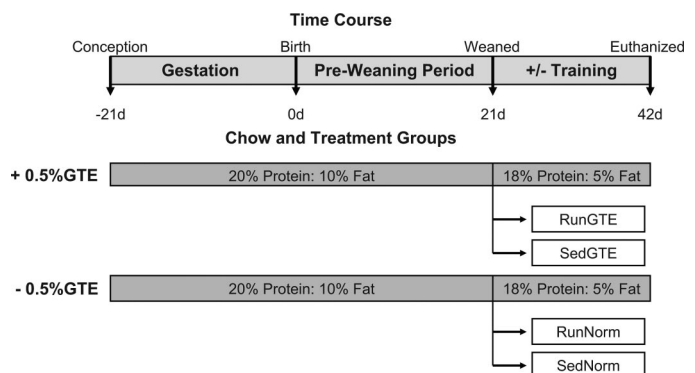 Time Course
Conception Birth Weaned Euthanized
Gestation Pre-Weaning Period +/- Training
-21d 0d 21d 42d
Chow and Treatment Groups
+ 0.5%GTE 20% Protein: 10% Fat 18% Protein: 5% Fat
RunGTE
SedGTE
- 0.5%GTE 20% Protein: 10% Fat 18% Protein: 5% Fat
RunNorm
SedNorm